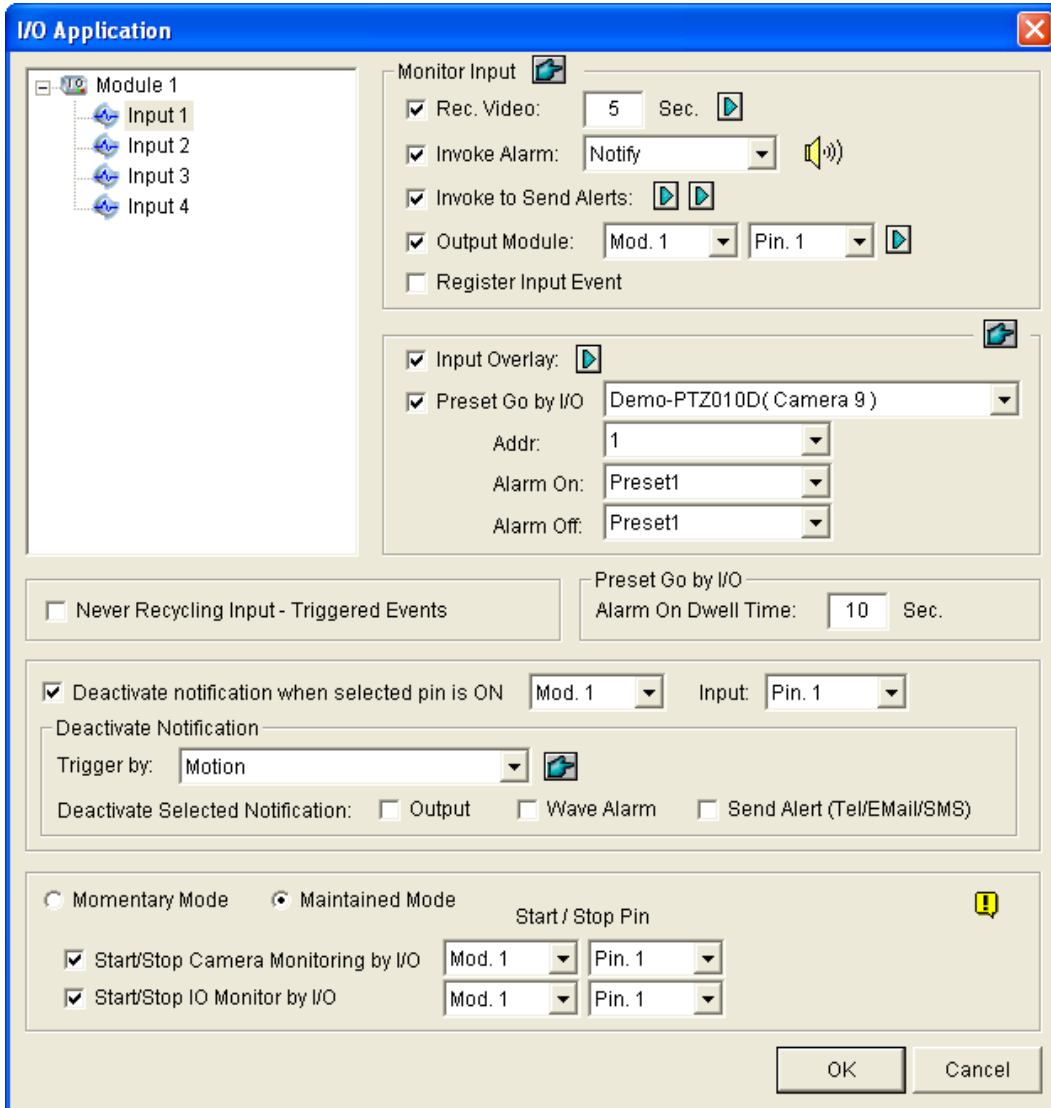 I/O Application
Module 1
Input 1
Input 2
Input 3
Input 4
Monitor Input
Rec. Video: 5 Sec.
Invoke Alarm: Notify
Invoke to Send Alerts:
Output Module: Mod. 1 Pin. 1
Register Input Event
Input Overlay:
Preset Go by I/O Demo-PTZ010D( Camera 9 )
Addr: 1
Alarm On: Preset1
Alarm Off: Preset1
Never Recycling Input - Triggered Events
Preset Go by I/O
Alarm On Dwell Time: 10 Sec.
Deactivate notification when selected pin is ON Mod. 1 Input: Pin. 1
Deactivate Notification
Trigger by: Motion
Deactivate Selected Notification: Output Wave Alarm Send Alert (Tel/EMail/SMS)
Momentary Mode Maintained Mode
Start / Stop Pin
Start/Stop Camera Monitoring by I/O Mod. 1 Pin. 1
Start/Stop IO Monitor by I/O Mod. 1 Pin. 1
OK Cancel